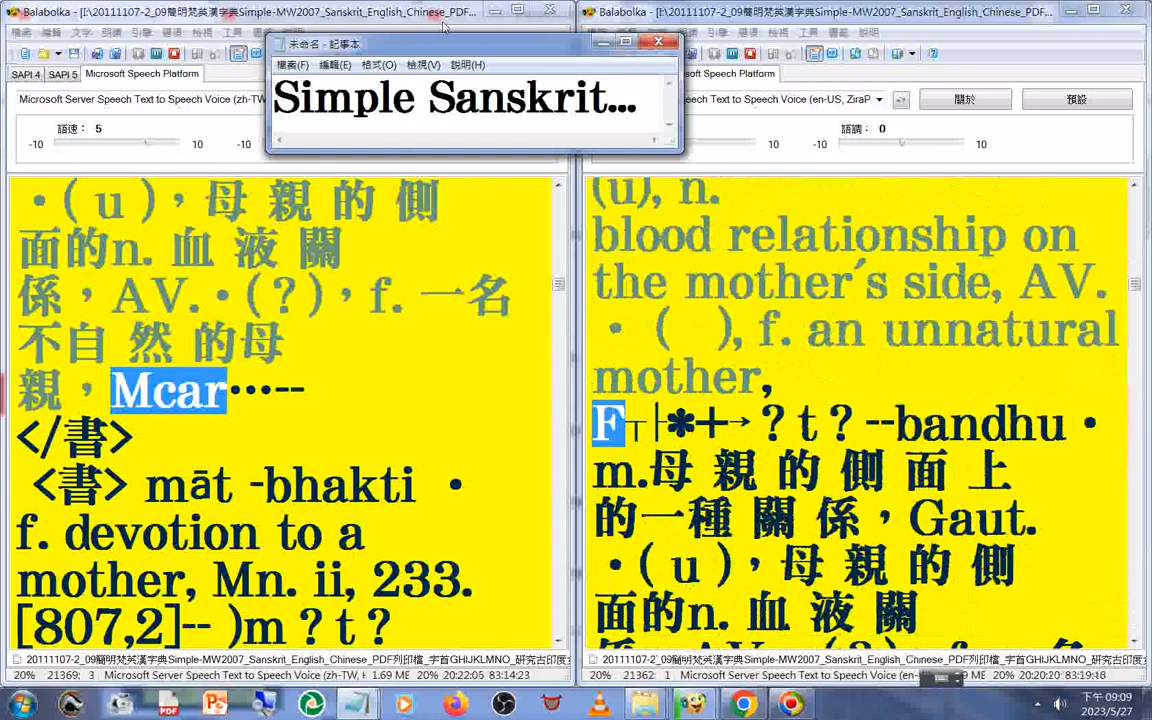 Balabolka - [I:\20111107-2_09簡明梵英漢字典Simple-MW2007_Sanskrit_English_Chinese_PDF...
Balabolka - [E:\20111107-2_09簡明梵英漢字典Simple-MW2007_Sanskrit_English_Chinese_PDF...
未命名 - 記事本
檔案(F) 編輯(E) 格式(O) 檢視(V) 說明(H)
Simple Sanskrit...
SAPI 4 SAPI 5 Microsoft Speech Platform
Microsoft Server Speech Text to Speech Voice (zh-TW,
語速： 5
-10 10 -10
eech Platform
eech Text to Speech Voice (en-US, ZiraP
關於 預設
語調： 0
10 -10 10
•(u)，母親的側
面的n. 血液關
係，AV.•(?)，f. 一名
不自然的母
親，Mcar…--
</書>
<書> māt -bhakti •
f. devotion to a
mother, Mn. ii, 233.
[807,2]-- )m？t？
(u), n.
blood relationship on
the mother's side, AV.
• ( ), f. an unnatural
mother,
F┬├✱┼→？t？--bandhu •
m.母親的側面上
的一種關係，Gaut.
•(u)，母親的側
面的n. 血液關
20111107-2_09簡明梵英漢字典Simple-MW2007_Sanskrit_English_Chinese_PDF列印檔_字首GHIJKLMNO_研究古印度
20% 21369: 3 Microsoft Server Speech Text to Speech Voice (zh-TW, 1.69 MB 20% 20:22:05 83:14:23
20111107-2_09簡明梵英漢字典Simple-MW2007_Sanskrit_English_Chinese_PDF列印檔_字首GHIJKLMNO_研究古印度
20% 21362: 1 Microsoft Server Speech Text to Speech Voice 20% 20:20:20 83:19:18
下午 09:09
2023/5/27